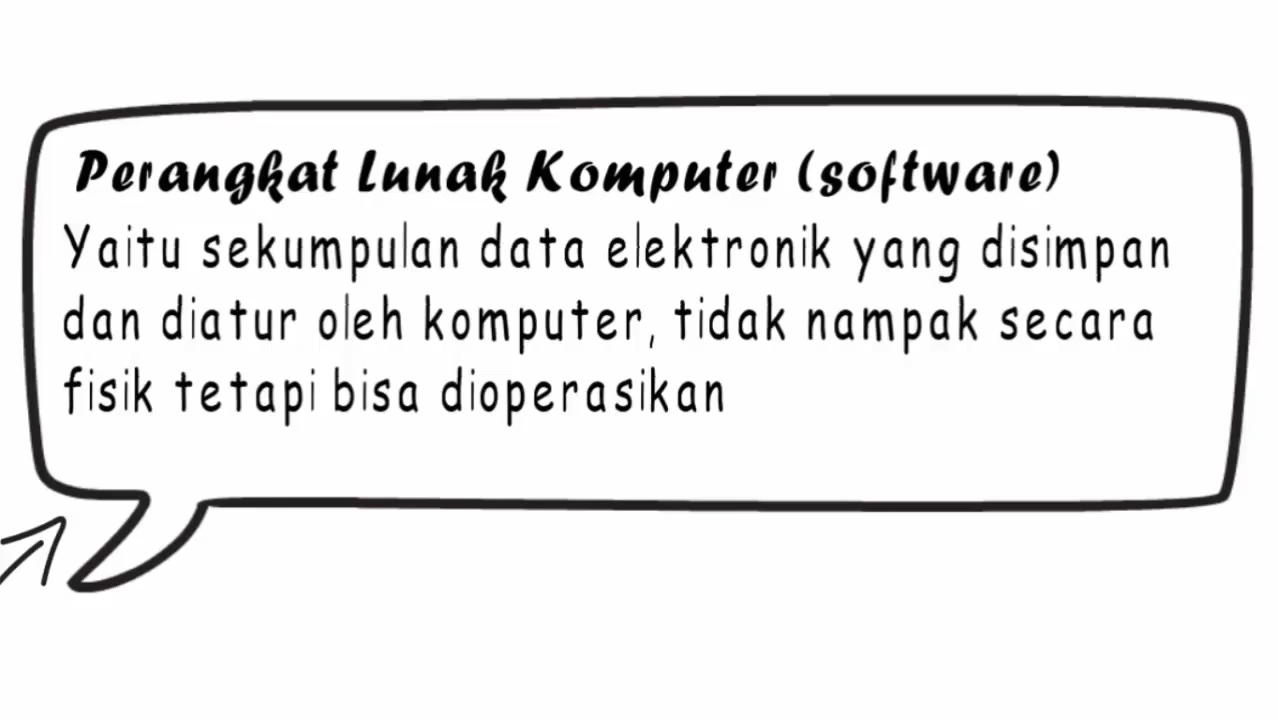 Perangkat Lunak Komputer (software)
Yaitu sekumpulan data elektronik yang disimpan
dan diatur oleh komputer, tidak nampak secara
fisik tetapi bisa dioperasikan